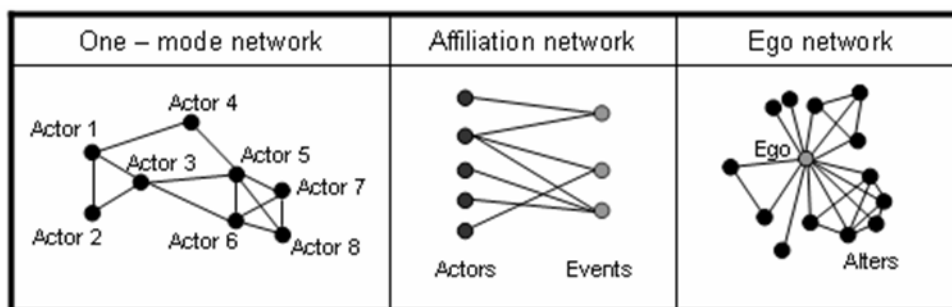 One – mode network
Affiliation network
Ego network
Actor 4
Actor 1
Actor 3
Actor 5
Actor 7
Actor 2
Actor 6
Actor 8
Actors
Events
Ego
Alters